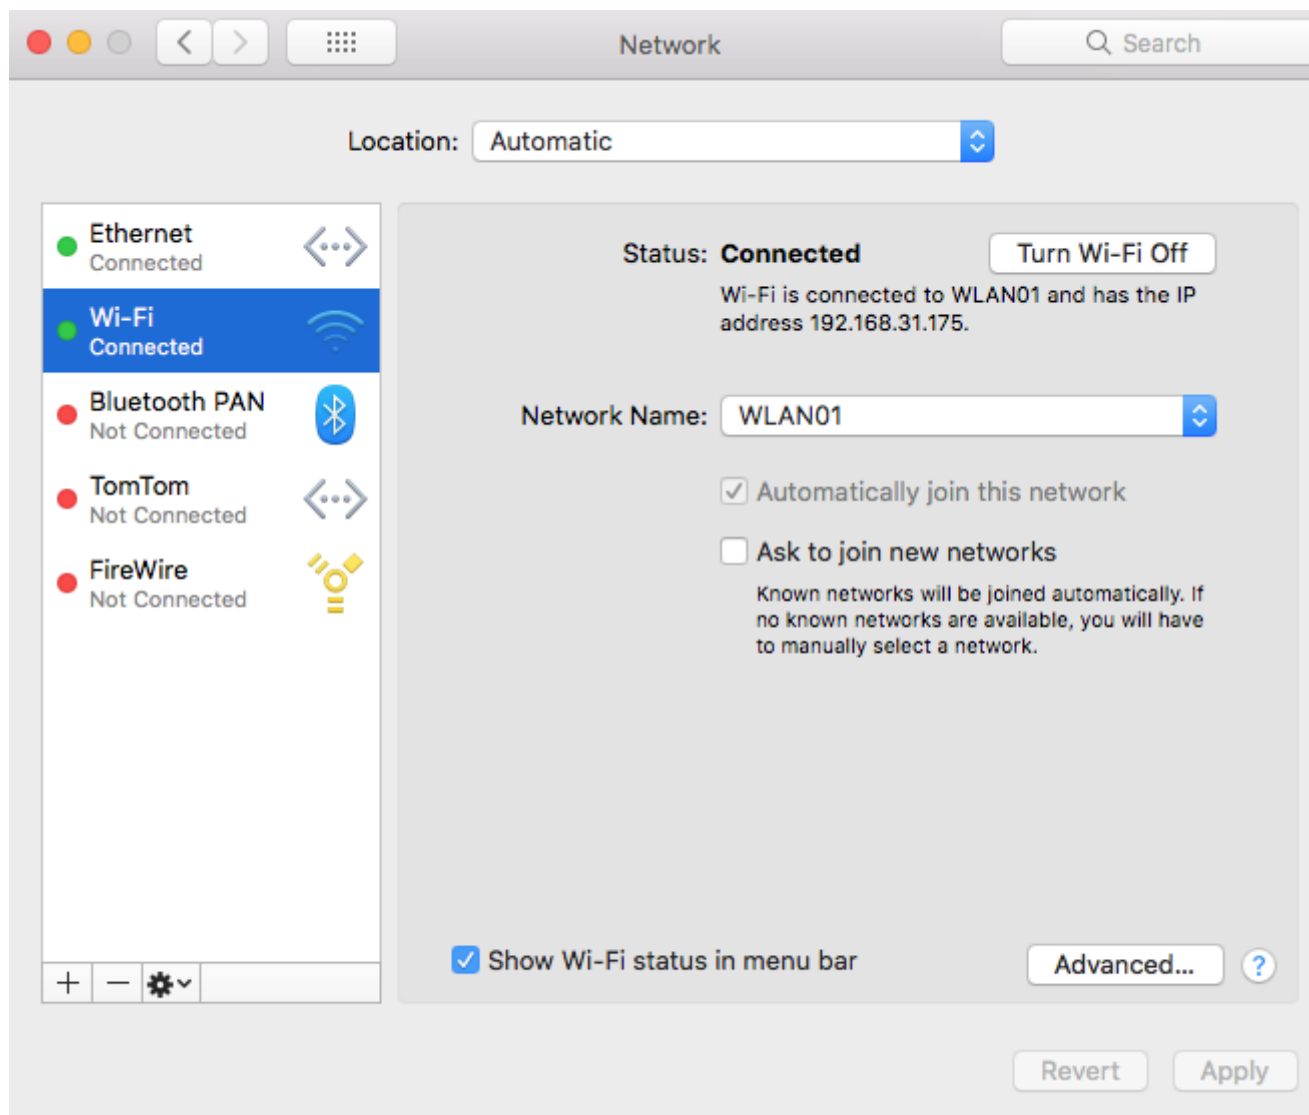 Network
Search
Location: Automatic
Ethernet
Connected
Wi-Fi
Connected
Bluetooth PAN
Not Connected
TomTom
Not Connected
FireWire
Not Connected
Status: Connected
Turn Wi-Fi Off
Wi-Fi is connected to WLAN01 and has the IP
address 192.168.31.175.
Network Name: WLAN01
Automatically join this network
Ask to join new networks
Known networks will be joined automatically. If
no known networks are available, you will have
to manually select a network.
Show Wi-Fi status in menu bar
Advanced...
?
Revert
Apply